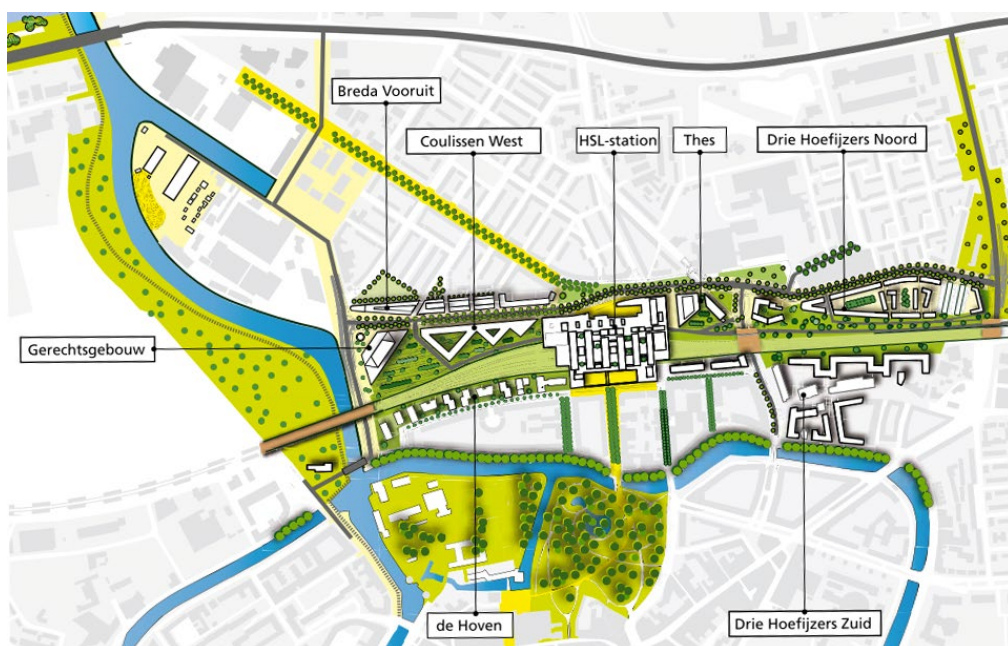 Breda Vooruit
Coulissen West
HSL-station
Thes
Drie Hoefijzers Noord
Gerechtsgebouw
de Hoven
Drie Hoefijzers Zuid